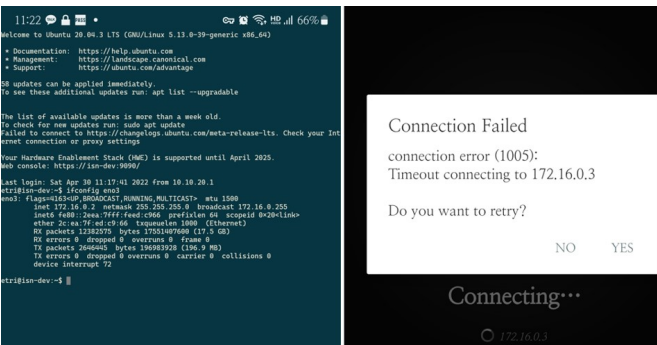 11:22
66%
Welcome to Ubuntu 20.04.3 LTS (GNU/Linux 5.13.0-39-generic x86_64)
* Documentation: https://help.ubuntu.com
* Management: https://landscape.canonical.com
* Support: https://ubuntu.com/advantage
58 updates can be applied immediately.
To see these additional updates run: apt list --upgradable
The list of available updates is more than a week old.
To check for new updates run: sudo apt update
Failed to connect to https://changelogs.ubuntu.com/meta-release-lts. Check your Int
ernet connection or proxy settings
Your Hardware Enablement Stack (HWE) is supported until April 2025.
Web console: https://isn-dev:9090/
Last login: Sat Apr 30 11:17:41 2022 from 10.10.20.1
etri@isn-dev:~$ ifconfig eno3
eno3: flags=4163<UP,BROADCAST,RUNNING,MULTICAST> mtu 1500
inet 172.16.0.2 netmask 255.255.255.0 broadcast 172.16.0.255
inet6 fe80::2eea:7fff:feed:c966 prefixlen 64 scopeid 0×20<link>
ether 2c:ea:7f:ed:c9:66 txqueuelen 1000 (Ethernet)
RX packets 12382575 bytes 17551407600 (17.5 GB)
RX errors 0 dropped 0 overruns 0 frame 0
TX packets 2646445 bytes 196983928 (196.9 MB)
TX errors 0 dropped 0 overruns 0 carrier 0 collisions 0
device interrupt 72
etri@isn-dev:~$
Connection Failed
connection error (1005):
Timeout connecting to 172.16.0.3
Do you want to retry?
NO YES
Connecting···
172.16.0.3